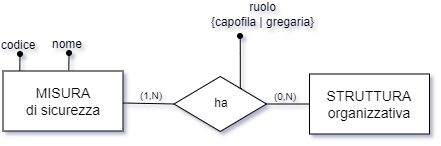 ruolo
{capofila | gregaria}
codice
nome
MISURA
di sicurezza
(1,N)
ha
(0,N)
STRUTTURA
organizzativa